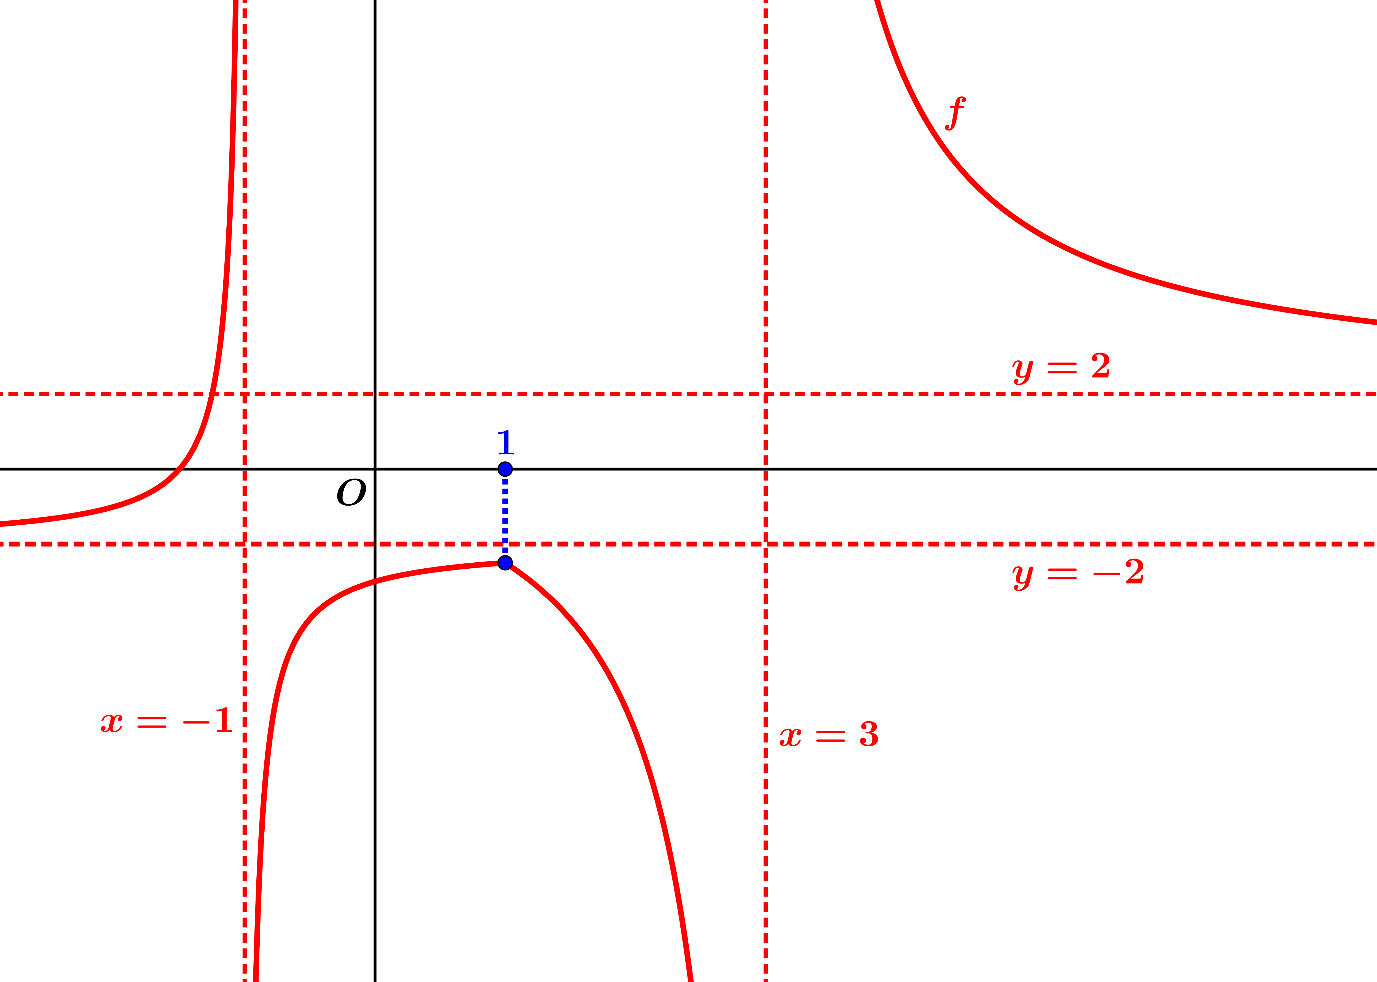 f
y = 2
1
O
y = −2
x = −1
x = 3